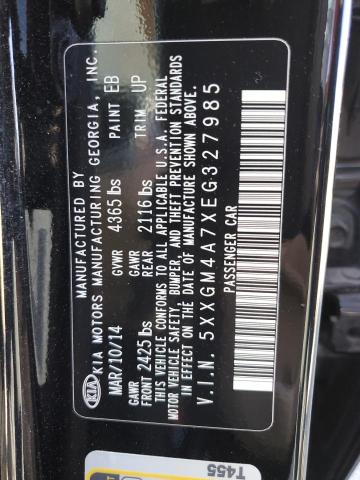 MANUFACTURED BY
KIA KIA MOTORS MANUFACTURING GEORGIA, INC.
MAR/10/14 GVWR 4365 lbs PAINT EB
GAWR FRONT 2425 lbs GAWR REAR 2116 lbs TRIM UP
THIS VEHICLE CONFORMS TO ALL APPLICABLE U.S.A. FEDERAL
MOTOR VEHICLE SAFETY, BUMPER, AND THEFT PREVENTION STANDARDS
IN EFFECT ON THE DATE OF MANUFACTURE SHOWN ABOVE.
V.I.N. 5XXGM4A7XEG327985
PASSENGER CAR
T455